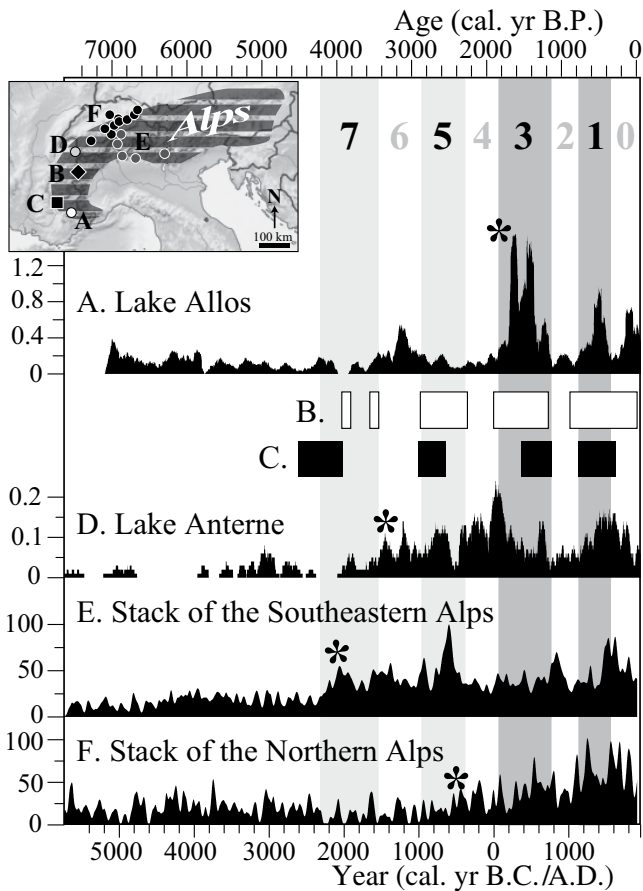 Age (cal. yr B.P.)
7000 6000 5000 4000 3000 2000 1000 0
F
Alps
D
E
B
C
A
N
100 km
7 6 5 4 3 2 1 0
*
1.2
0.8
0.4
0
A. Lake Allos
B.
C.
0.2
0.1
0
D. Lake Anterne
*
E. Stack of the Southeastern Alps
100
50
0
*
F. Stack of the Northern Alps
100
50
0
*
5000 4000 3000 2000 1000 0 1000
Year (cal. yr B.C./A.D.)